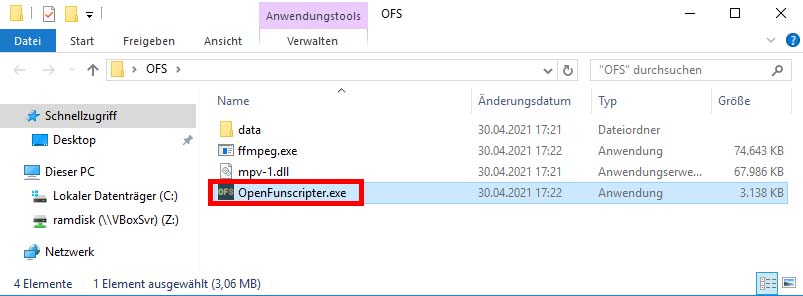 Anwendungstools OFS
Datei Start Freigeben Ansicht Verwalten
OFS "OFS" durchsuchen
Name Änderungsdatum Typ Größe
Schnellzugriff
Desktop
Dieser PC
Lokaler Datenträger (C:)
ramdisk (\\VBoxSvr) (Z:)
Netzwerk
data 30.04.2021 17:21 Dateiordner
ffmpeg.exe 30.04.2021 17:22 Anwendung 74.643 KB
mpv-1.dll 30.04.2021 17:21 Anwendungserwe... 67.986 KB
OFS OpenFunscripter.exe 30.04.2021 17:22 Anwendung 3.138 KB
4 Elemente 1 Element ausgewählt (3,06 MB)